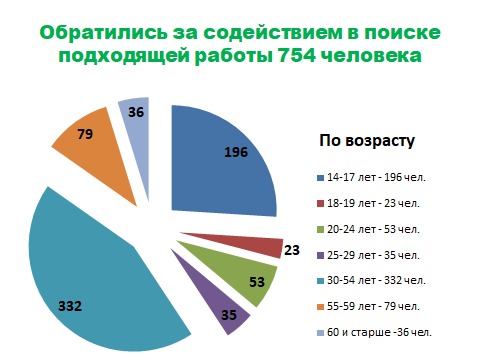 Обратились за содействием в поиске
подходящей работы 754 человека
36
79
196
По возрасту
14-17 лет - 196 чел.
18-19 лет - 23 чел.
20-24 лет - 53 чел.
25-29 лет - 35 чел.
30-54 лет - 332 чел.
55-59 лет - 79 чел.
60 и старше -36 чел.
23
53
35
332